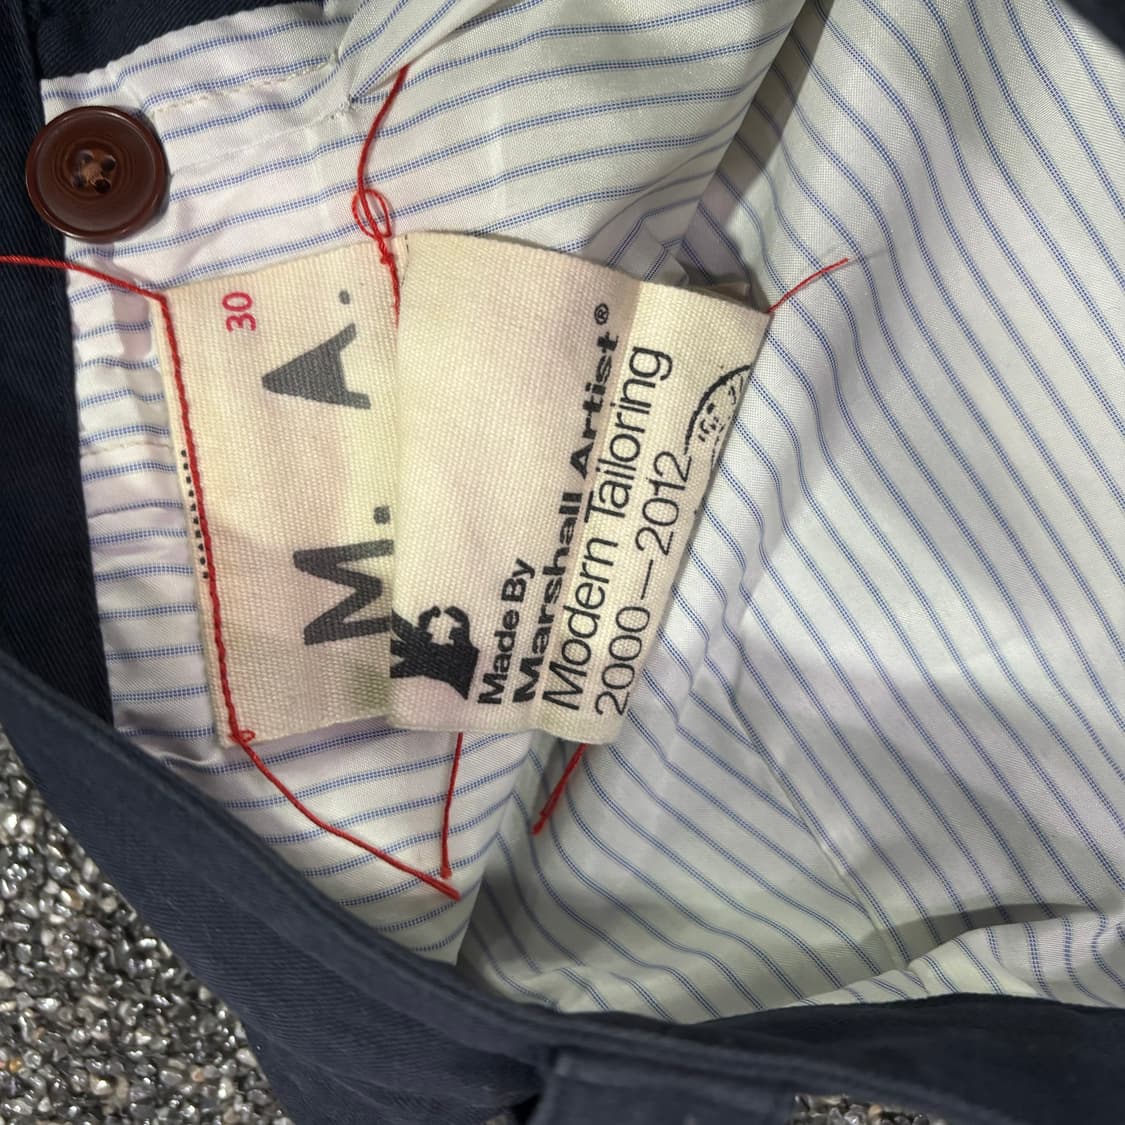 30
M. A.
Made By
Marshall Artist®
Modern Tailoring
2000—2012